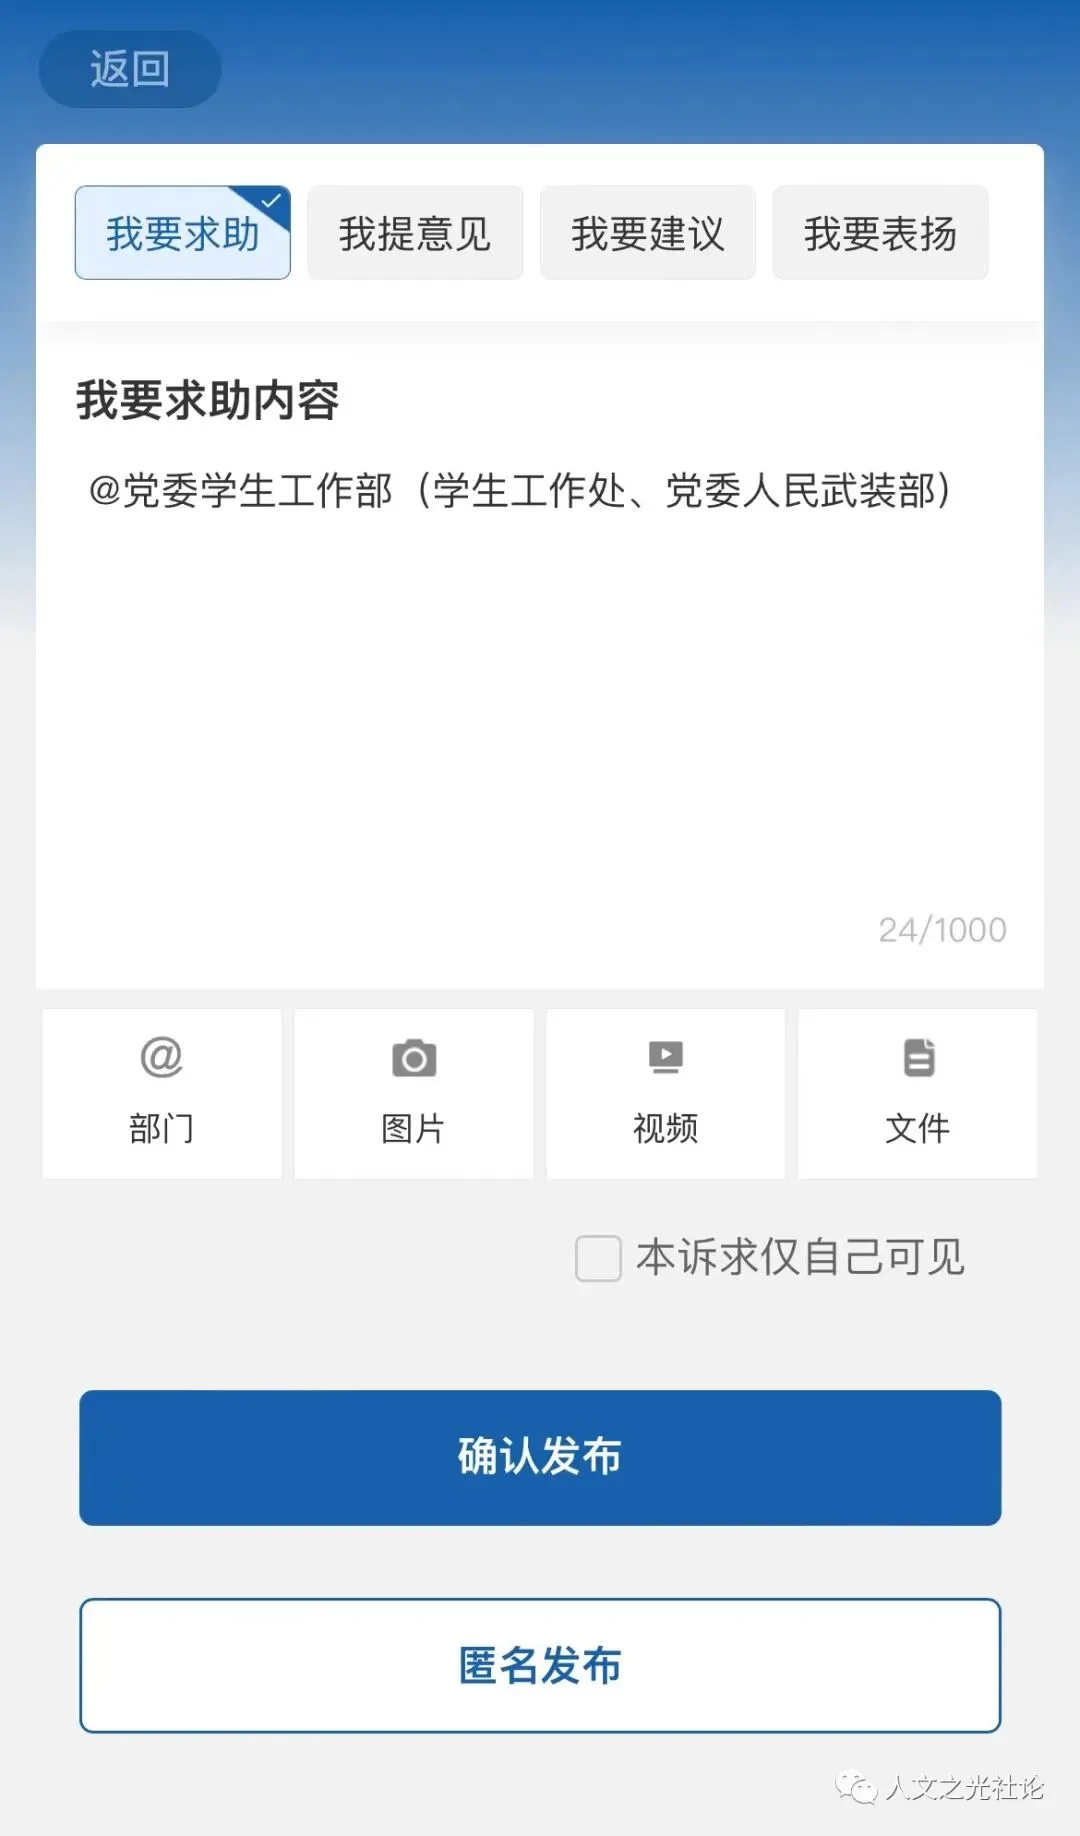 返回
我要求助 我提意见 我要建议 我要表扬
我要求助内容
@党委学生工作部（学生工作处、党委人民武装部）
24/1000
@
部门 图片 视频 文件
本诉求仅自己可见
确认发布
匿名发布
人文之光社论